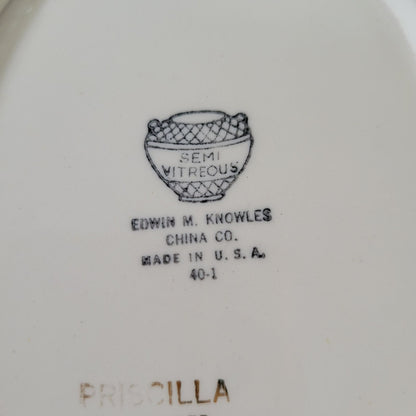 SEMI
VITREOUS
EDWIN M. KNOWLES
CHINA CO.
MADE IN U.S.A.
40-1
PRISCILLA